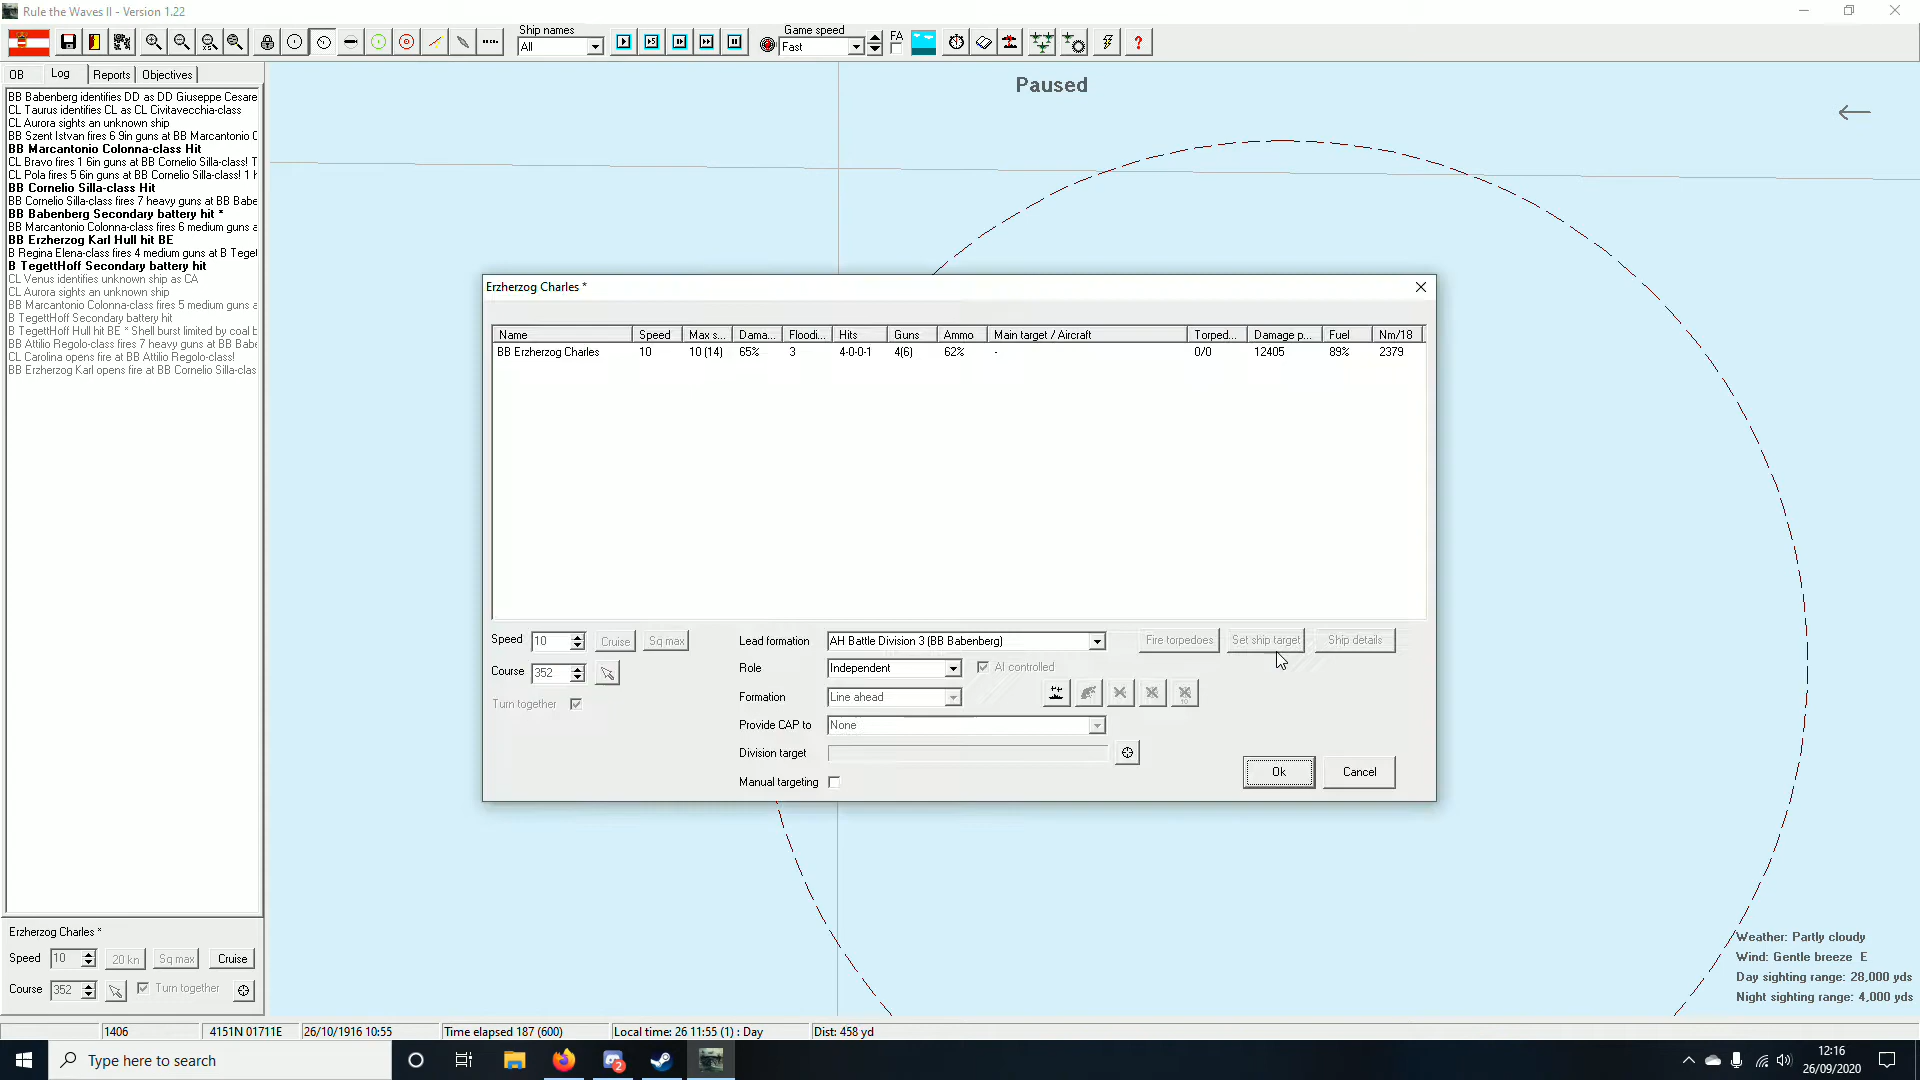 Rule the Waves II - Version 1.22
Ship names
All
Game speed
Fast
FA
OB
Log
Reports
Objectives
BB Babenberg identifies DD as DD Giuseppe Cesare
CL Taurus identifies CL as CL Civitavecchia-class
CL Aurora sights an unknown ship
BB Szent Istvan fires 6 9in guns at BB Marcantonio C
BB Marcantonio Colonna-class Hit
CL Bravo fires 1 6in guns at BB Cornelio Silla-class! T
CL Pola fires 5 6in guns at BB Cornelio Silla-class! 1 h
BB Cornelio Silla-class Hit
BB Cornelio Silla-class fires 7 heavy guns at BB Babe
BB Babenberg Secondary battery hit *
BB Marcantonio Colonna-class fires 6 medium guns a
BB Erzherzog Karl Hull hit BE
B Regina Elena-class fires 4 medium guns at B Tege
B TegettHoff Secondary battery hit
CL Venus identifies unknown ship as CA
CL Aurora sights an unknown ship
BB Marcantonio Colonna-class fires 5 medium guns a
B TegettHoff Secondary battery hit
B TegettHoff Hull hit BE * Shell burst limited by coal b
BB Attilio Regolo-class fires 7 heavy guns at BB Babe
CL Carolina opens fire at BB Attilio Regolo-class!
BB Erzherzog Karl opens fire at BB Cornelio Silla-clas
Paused
Erzherzog Charles *
Name Speed Max s... Dama... Floodi... Hits Guns Ammo Main target / Aircraft Torped... Damage p... Fuel Nm/18
BB Erzherzog Charles 10 10 (14) 65% 3 4-0-0-1 4(6) 62% - 0/0 12405 89% 2379
Speed 10 Cruise Sq max
Course 352
Turn together
Lead formation AH Battle Division 3 (BB Babenberg)
Fire torpedoes Set ship target Ship details
Role Independent AI controlled
Formation Line ahead
10
Provide CAP to None
Division target
Manual targeting
Ok Cancel
Erzherzog Charles *
Speed 10 20 kn Sq max Cruise
Course 352 Turn together
Weather: Partly cloudy
Wind: Gentle breeze E
Day sighting range: 28,000 yds
Night sighting range: 4,000 yds
1406 4151N 01711E 26/10/1916 10:55 Time elapsed 187 (600) Local time: 26 11:55 (1) : Day Dist: 458 yd
Type here to search
2
12:16
26/09/2020